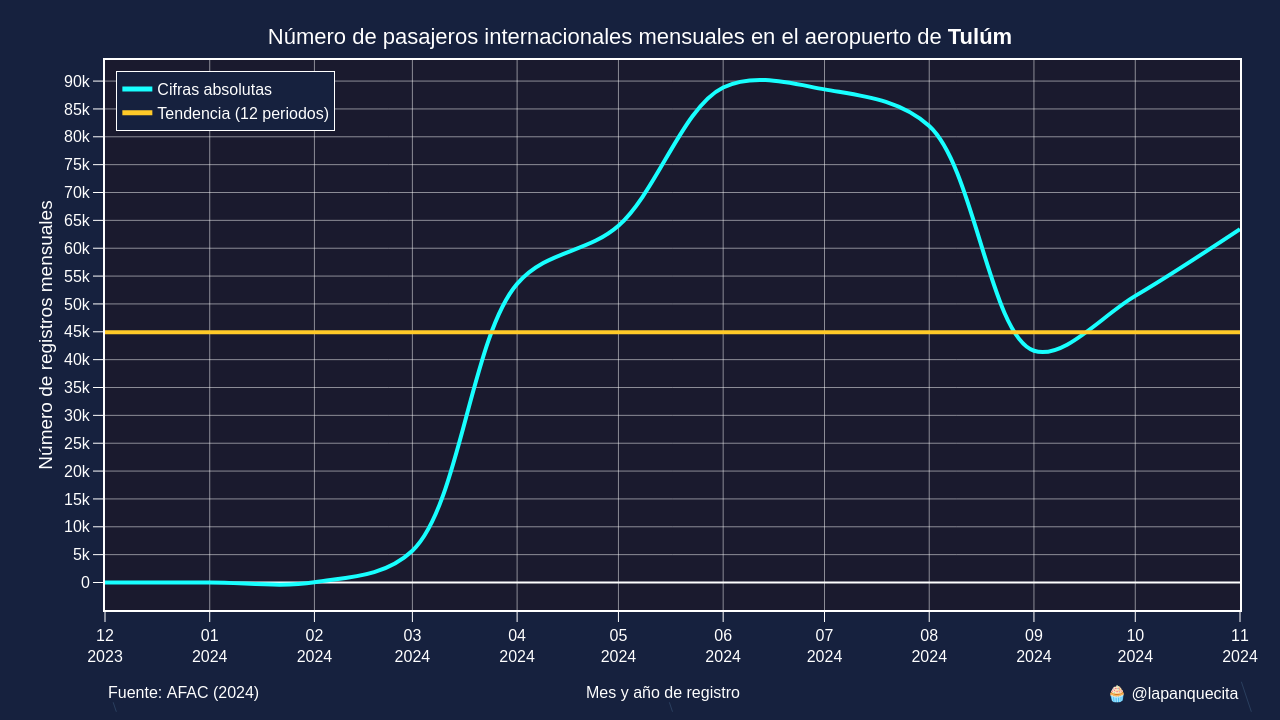 Número de pasajeros internacionales mensuales en el aeropuerto de Tulúm
Cifras absolutas
Tendencia (12 periodos)
Número de registros mensuales
90k
85k
80k
75k
70k
65k
60k
55k
50k
45k
40k
35k
30k
25k
20k
15k
10k
5k
0
12 01 02 03 04 05 06 07 08 09 10 11
2023 2024 2024 2024 2024 2024 2024 2024 2024 2024 2024 2024
Fuente: AFAC (2024)
Mes y año de registro
🧁 @lapanquecita